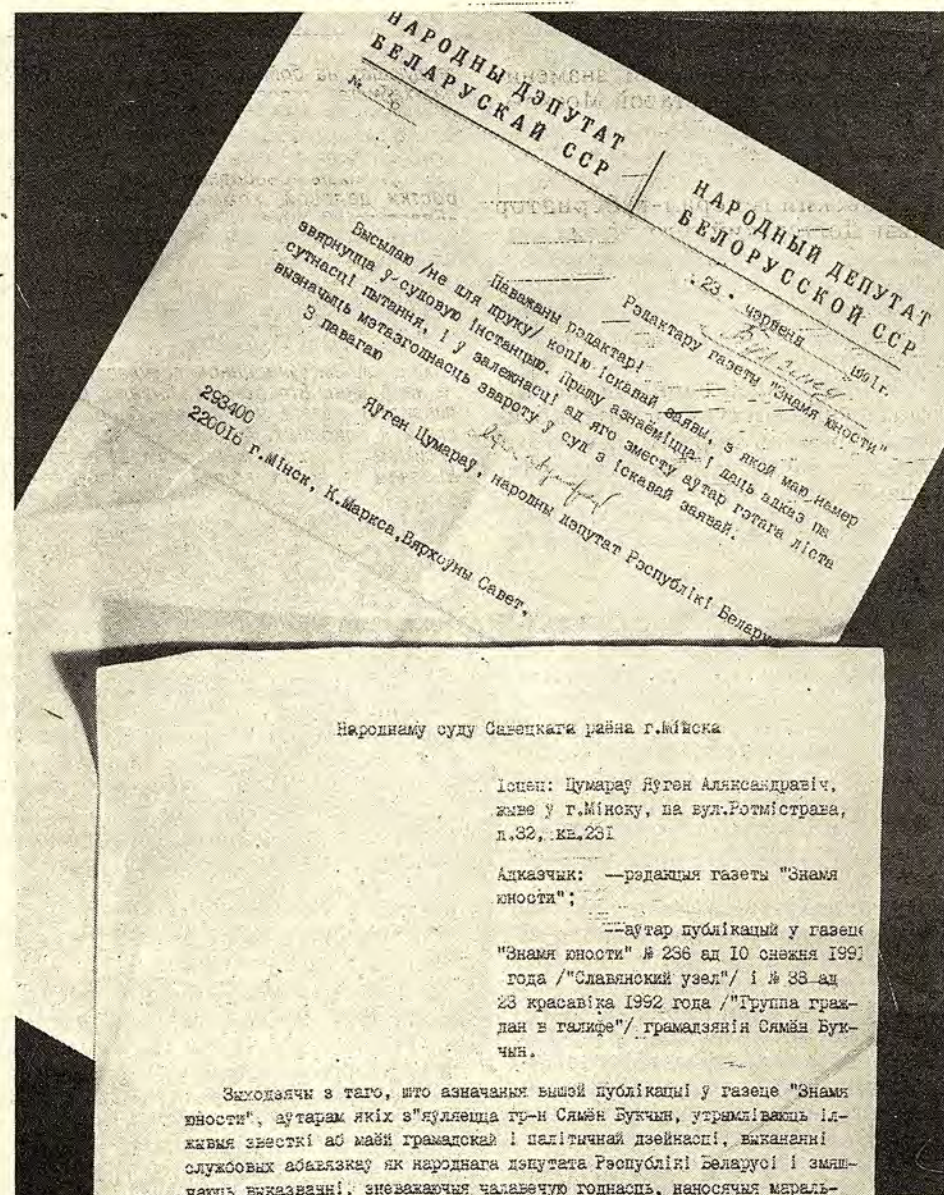 НАРОДНЫ ДЭПУТАТ
БЕЛАРУСКАЙ ССР
НАРОДНЫЙ ДЕПУТАТ
БЕЛОРУССКОЙ ССР
№
"23" чэрвеня 1991г.
Рэдактару газеты "Знамя юности"
Паважаны рэдактар!
Высылаю /не для друку/ копію іскавай заявы, з якой маю намер
звярнуцца ў судовую інстанцыю. Прашу азнаёміцца і даць адказ па
сутнасці пытання, і ў залежнасці ад яго зместу аўтар гэтага ліста
вызначыць мэтазгоднасць звароту ў суд з іскавай заявай.
З павагаю
Яўген Цумараў, народны дэпутат Рэспублікі Белару
293400
220016 г.Мінск, К.Маркса,Вярхоўны Савет,
Народнаму суду Савецкага раёна г.Мінска
Ісцец: Цумараў Яўген Аляксандравіч,
жыве ў г.Мінску, па вул.Ротмістрава,
д.32, кв.231
Адказчык: —рэдакцыя газеты "Знамя
юности";
—аўтар публікацый у газеце
"Знамя юности" № 236 ад 10 снежня 1991
года /"Славянский узел"/ і № 38 ад
23 красавіка 1992 года /"Группа граж-
дан в галифе"/ грамадзянін Сямён Бук-
чын.
Зыходзячы з таго, што азначаныя вышэй публікацыі ў газеце "Знамя
юности", аўтарам якіх з"яўляецца гр-н Сямён Букчын, утрымліваюць іл-
жывыя звесткі аб маёй грамадскай і палітычнай дзейнасці, выкананні
службовых абавязкаў як народнага дэпутата Рэспублікі Беларусі і змяш-
чаюць выказванні, зневажаючыя чалавечую годнасць, наносячыя мараль-